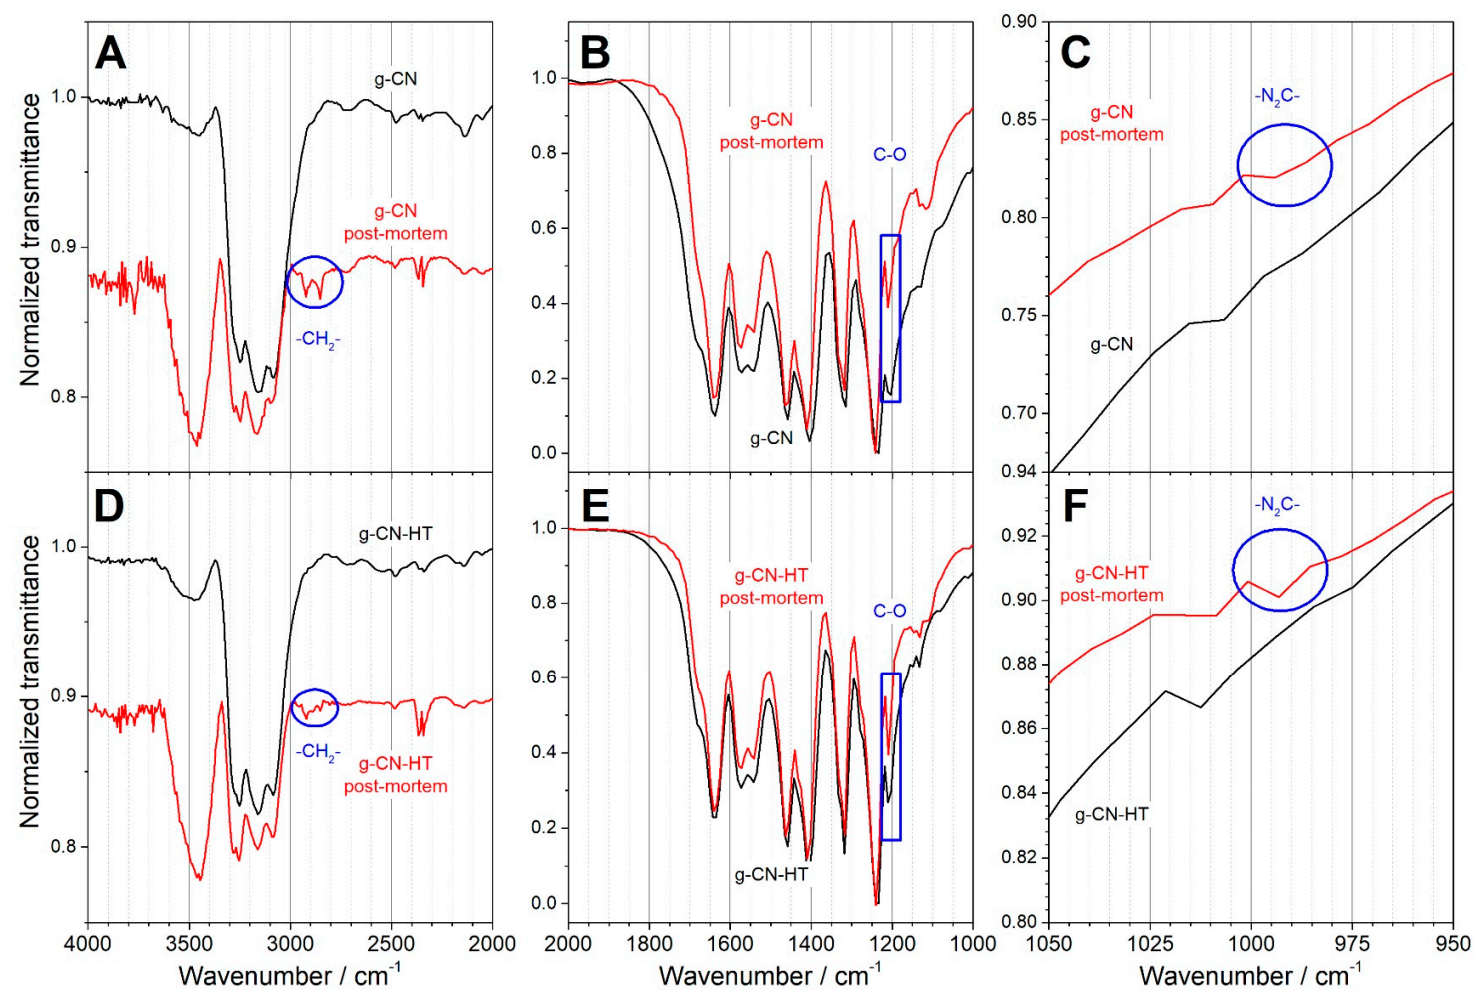 A
g-CN
g-CN
post-mortem
-CH₂-
Normalized transmittance
1.0
0.9
0.8
B
g-CN
post-mortem
C-O
g-CN
1.0
0.8
0.6
0.4
0.2
0.0
C
-N₂C-
g-CN
post-mortem
g-CN
0.90
0.85
0.80
0.75
0.70
0.94
D
g-CN-HT
-CH₂-
g-CN-HT
post-mortem
Normalized transmittance
1.0
0.9
0.8
4000
3500
3000
2500
2000
Wavenumber / cm⁻¹
E
g-CN-HT
post-mortem
C-O
g-CN-HT
1.0
0.8
0.6
0.4
0.2
0.0
2000
1800
1600
1400
1200
1000
Wavenumber / cm⁻¹
F
-N₂C-
g-CN-HT
post-mortem
g-CN-HT
0.92
0.90
0.88
0.86
0.84
0.82
0.80
1050
1025
1000
975
950
Wavenumber / cm⁻¹